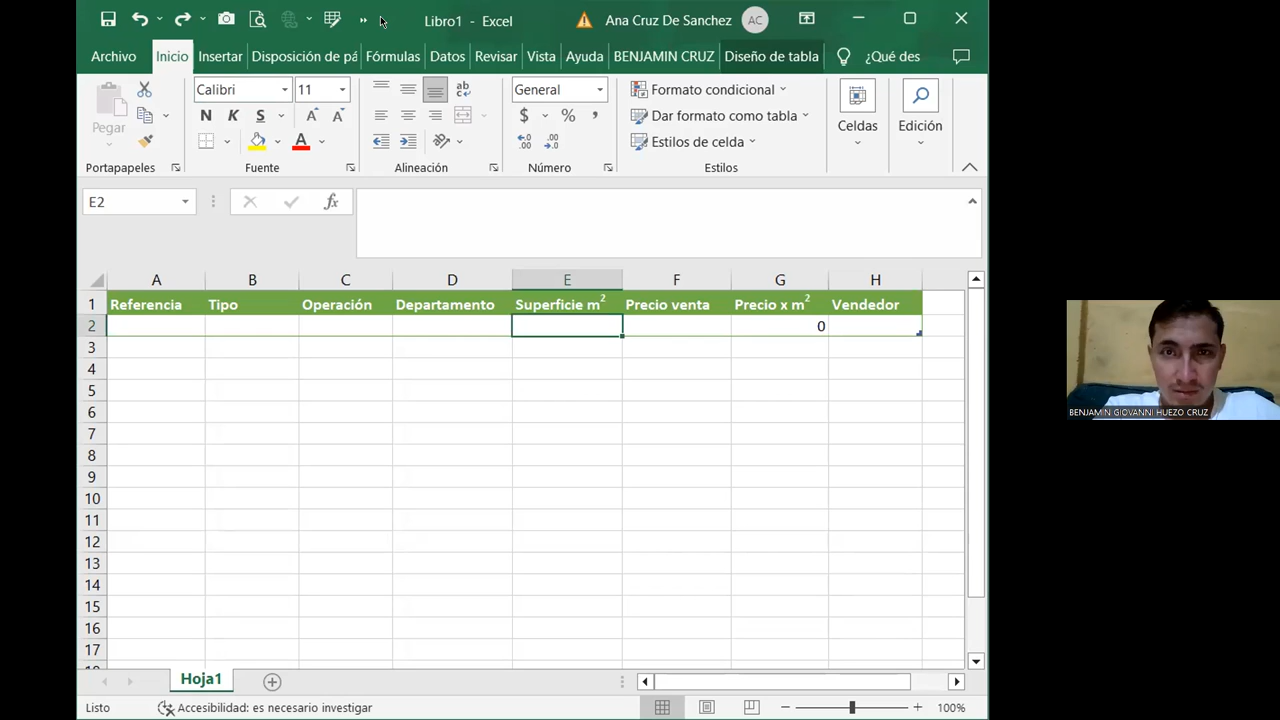 Libro1 - Excel
Ana Cruz De Sanchez
AC
Archivo
Inicio
Insertar
Disposición de pá
Fórmulas
Datos
Revisar
Vista
Ayuda
BENJAMIN CRUZ
Diseño de tabla
¿Qué des
Pegar
Portapapeles
Calibri
11
N
K
S
A
A
A
Fuente
ab
Alineación
General
$
%
Número
Formato condicional
Dar formato como tabla
Estilos de celda
Estilos
Celdas
Edición
E2
fx
A B C D E F G H
1 Referencia Tipo Operación Departamento Superficie m² Precio venta Precio x m² Vendedor
2 0
3
4
5
6
7
8
9
10
11
12
13
14
15
16
17
Hoja1
Listo
Accesibilidad: es necesario investigar
100%
BENJAMIN GIOVANNI HUEZO CRUZ